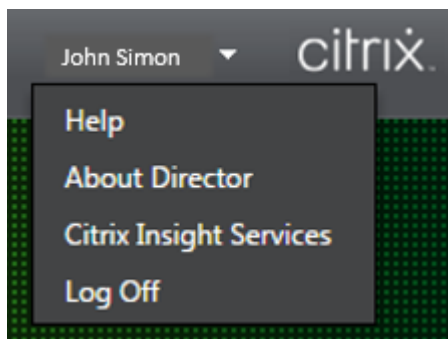 John Simon
citrix
Help
About Director
Citrix Insight Services
Log Off